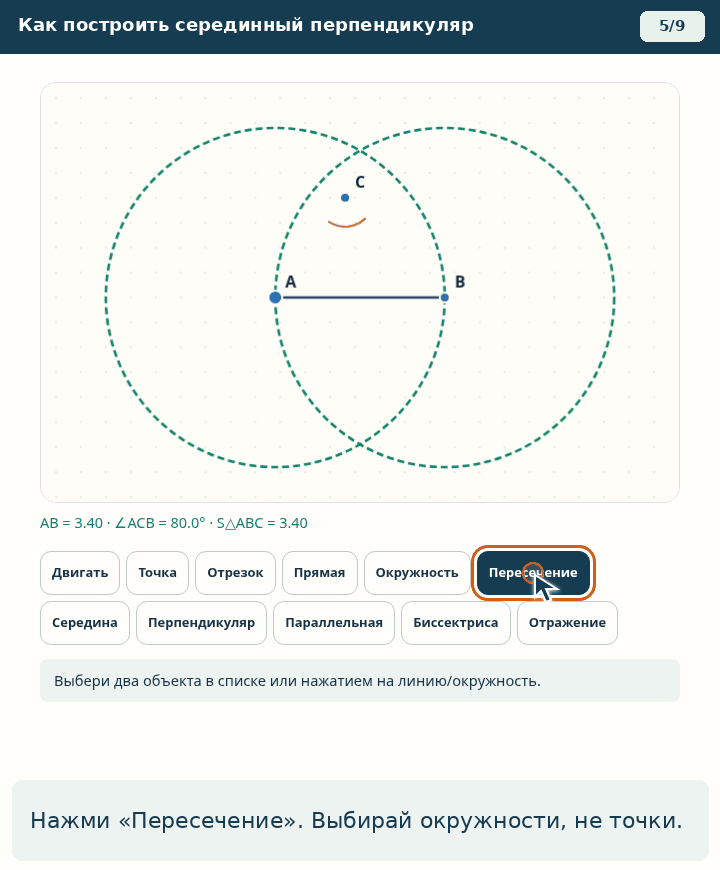 Как построить серединный перпендикуляр
5/9
C
A
B
AB = 3.40 · ∠ACB = 80.0° · S△ABC = 3.40
Двигать Точка Отрезок Прямая Окружность Пересечение
Середина Перпендикуляр Параллельная Биссектриса Отражение
Выбери два объекта в списке или нажатием на линию/окружность.
Нажми «Пересечение». Выбирай окружности, не точки.